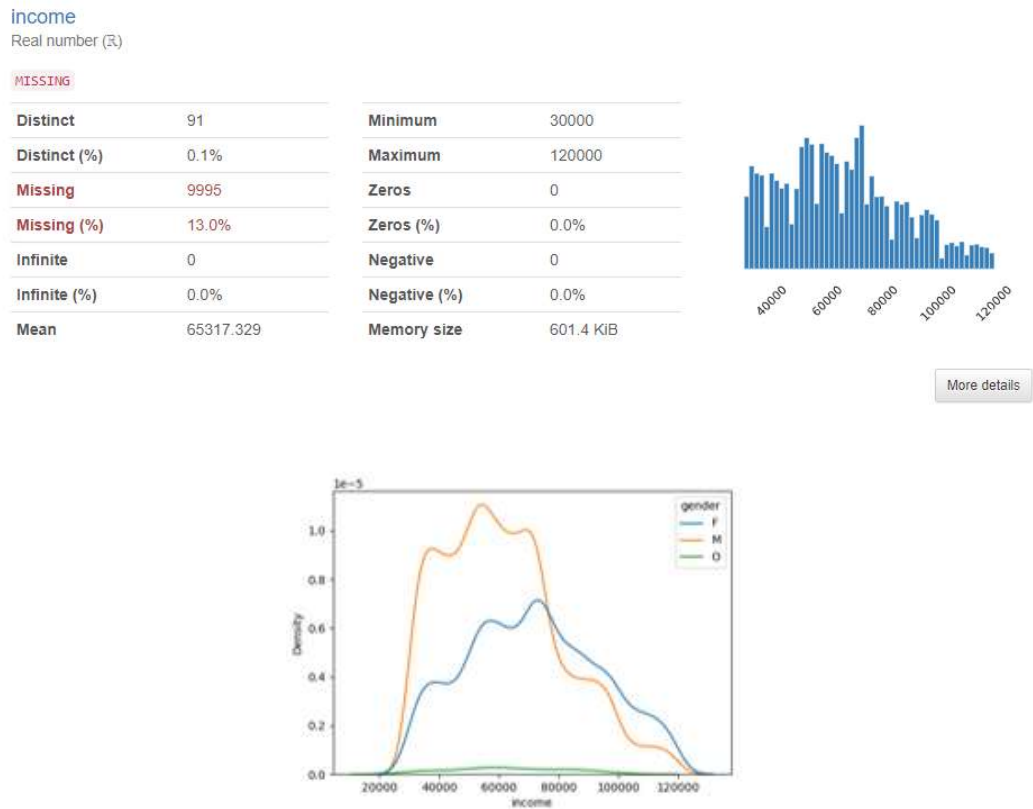 income
Real number (ℝ)
MISSING
Distinct 91
Distinct (%) 0.1%
Missing 9995
Missing (%) 13.0%
Infinite 0
Infinite (%) 0.0%
Mean 65317.329
Minimum 30000
Maximum 120000
Zeros 0
Zeros (%) 0.0%
Negative 0
Negative (%) 0.0%
Memory size 601.4 KiB
40000 60000 80000 100000 120000
More details
1e-5
gender
F
M
O
1.0
0.8
0.6
0.4
0.2
0.0
Density
20000 40000 60000 80000 100000 120000
income